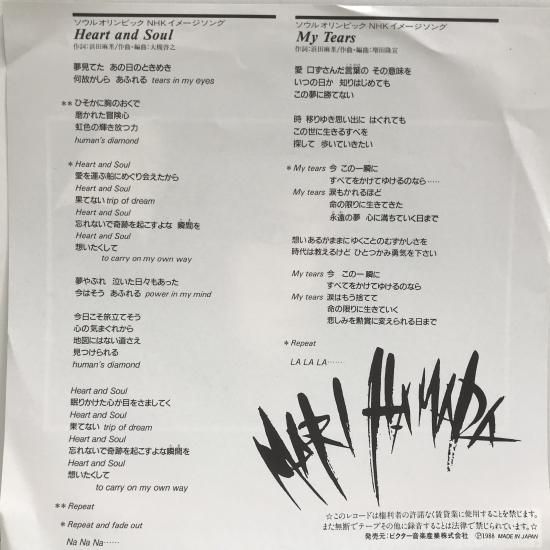 ソウルオリンピック NHKイメージソング
Heart and Soul
作詞:浜田麻里/作曲・編曲:大槻啓之
夢見てた あの日のときめき
何故かしら あふれる tears in my eyes
** ひそかに胸のおくで
磨かれた冒険心
虹色の輝き放つ力
human's diamond
* Heart and Soul
愛を運ぶ船にめぐり会えたから
Heart and Soul
果てない trip of dream
Heart and Soul
忘れないで奇跡を起こすよな 瞬間を
Heart and Soul
想いたくして
to carry on my own way
夢やぶれ 泣いた日々もあった
今はそう あふれる power in my mind
今日こそ旅立てそう
心の気まぐれから
地図にはない道さえ
見つけられる
human's diamond
Heart and Soul
眠りかけた心か目をさましてく
Heart and Soul
果てない trip of dream
Heart and Soul
忘れないで奇跡を起こすよな瞬間を
Heart and Soul
想いたくして
to carry on my own way
** Repeat
* Repeat and fade out
Na Na Na……
ソウルオリンピック NHKイメージソング
My Tears
作詞:浜田麻里/作曲・編曲:増田隆宣
愛 口ずさんだ言葉の その意味を
いつの日か 知りはじめても
この夢に勝てない
時 移りゆき思い出に はぐれても
この世に生きるすべを
探して 歩いていきたい
* My tears 今 この一瞬に
すべてをかけてゆけるのなら……
My tears 涙もかれるほど
命の限りに生きてきた
永遠の夢 心に満ちていく日まで
想いあるがままにゆくことのむずかしさを
時代は教えるけど ひとつかみ勇気を下さい
My tears 今 この一瞬に
すべてをかけてゆけるのなら
My tears 涙はもう捨てて
命の限りに生きていく
悲しみを勲賞に変えられる日まで
* Repeat
LA LA LA……
MARI HAMADA
☆このレコードは権利者の許諾なく賃貸業に使用することを禁じます。
また無断でテープその他に録音することは法律で禁じられています。☆
発売元:ビクター音楽産業株式会社 Ⓟ1988 MADE IN JAPAN